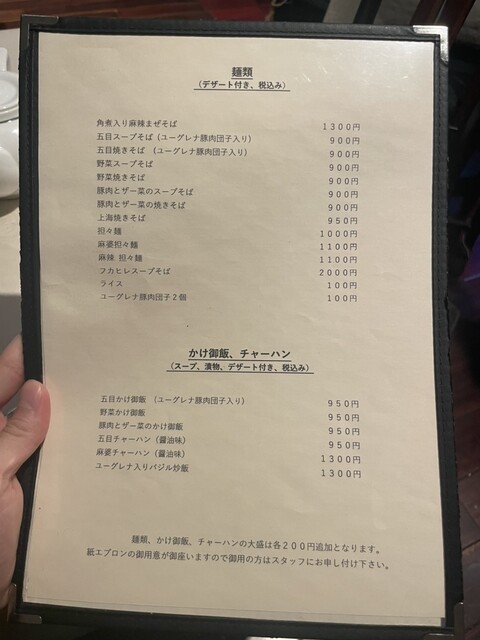 麺類
（デザート付き、税込み）
角煮入り麻辣まぜそば 1300円
五目スープそば（ユーグレナ豚肉団子入り） 900円
五目焼きそば （ユーグレナ豚肉団子入り） 900円
野菜スープそば 900円
野菜焼きそば 900円
豚肉とザー菜のスープそば 900円
豚肉とザー菜の焼きそば 900円
上海焼きそば 950円
担々麺 1000円
麻婆担々麺 1100円
麻辣 担々麺 1100円
フカヒレスープそば 2000円
ライス 100円
ユーグレナ豚肉団子2個 100円
かけ御飯、チャーハン
（スープ、漬物、デザート付き、税込み）
五目かけ御飯 （ユーグレナ豚肉団子入り） 950円
野菜かけ御飯 950円
豚肉とザー菜のかけ御飯 950円
五目チャーハン（醤油味） 950円
麻婆チャーハン（醤油味） 1300円
ユーグレナ入りバジル炒飯 1300円
麺類、かけ御飯、チャーハンの大盛は各200円追加となります。
紙エプロンの御用意が御座いますので御用の方はスタッフにお申し付け下さい。